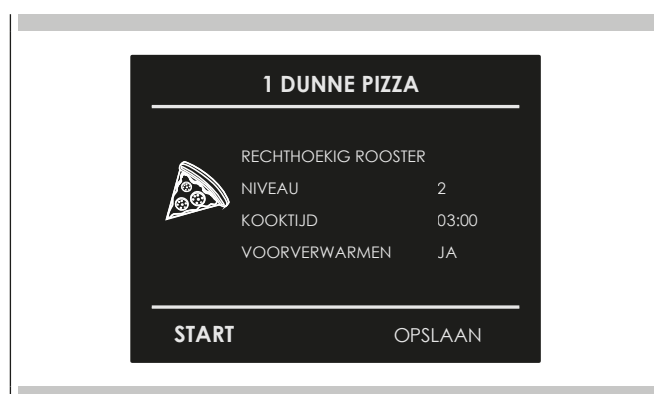 1 DUNNE PIZZA
RECHTHOEKIG ROOSTER
NIVEAU 2
KOOKTIJD 03:00
VOORVERWARMEN JA
START OPSLAAN